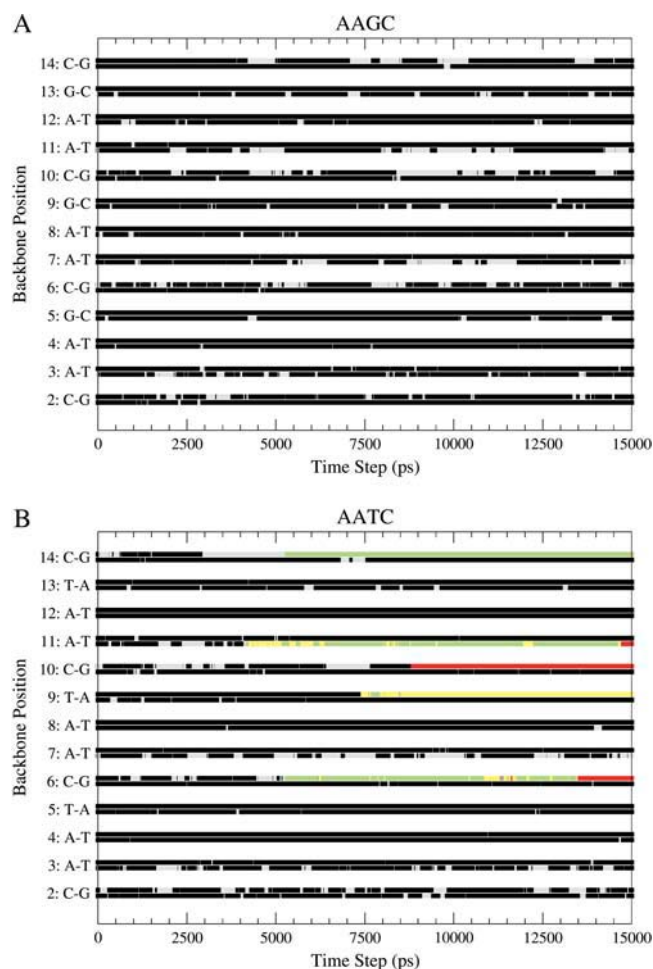 A
AAGC
14: C-G
13: G-C
12: A-T
11: A-T
10: C-G
9: G-C
8: A-T
7: A-T
6: C-G
5: G-C
4: A-T
3: A-T
2: C-G
Backbone Position
0 2500 5000 7500 10000 12500 15000
Time Step (ps)
B
AATC
14: C-G
13: T-A
12: A-T
11: A-T
10: C-G
9: T-A
8: A-T
7: A-T
6: C-G
5: T-A
4: A-T
3: A-T
2: C-G
Backbone Position
0 2500 5000 7500 10000 12500 15000
Time Step (ps)